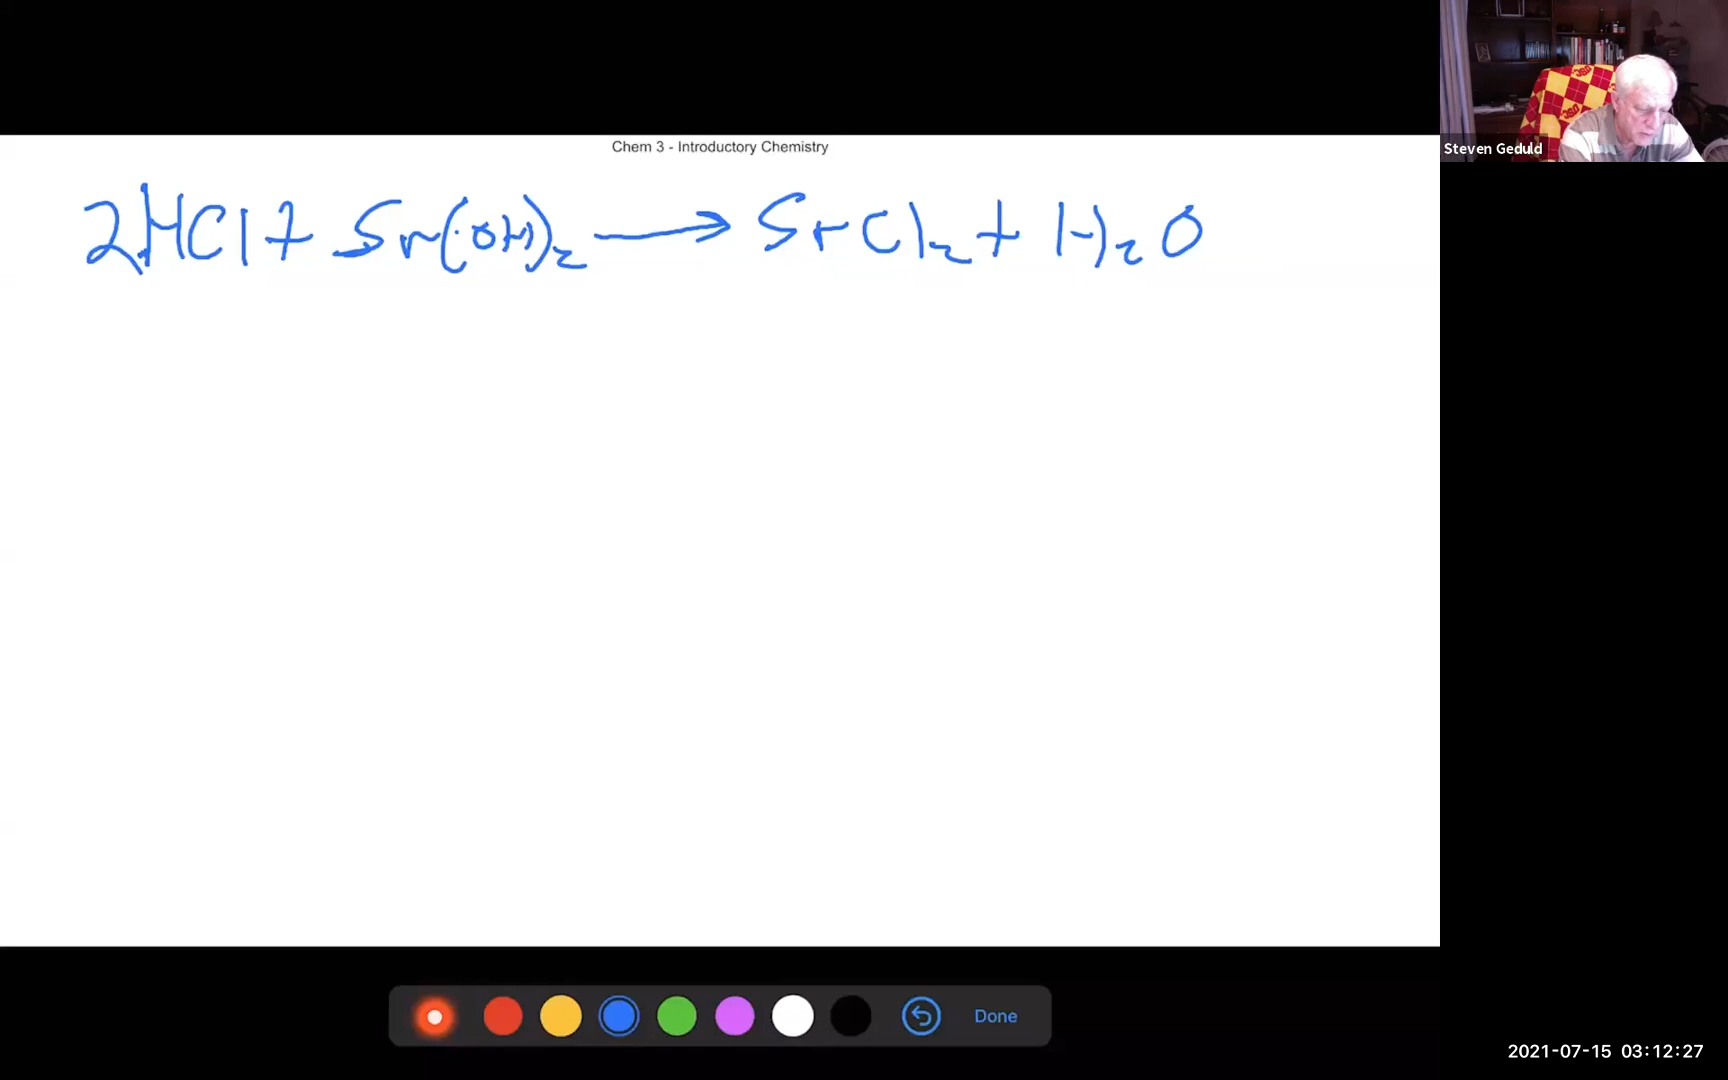 Chem 3 - Introductory Chemistry
2HCl + Sr(OH)₂ → SrCl₂ + H₂O
Steven Geduld
Done
2021-07-15 03:12:27